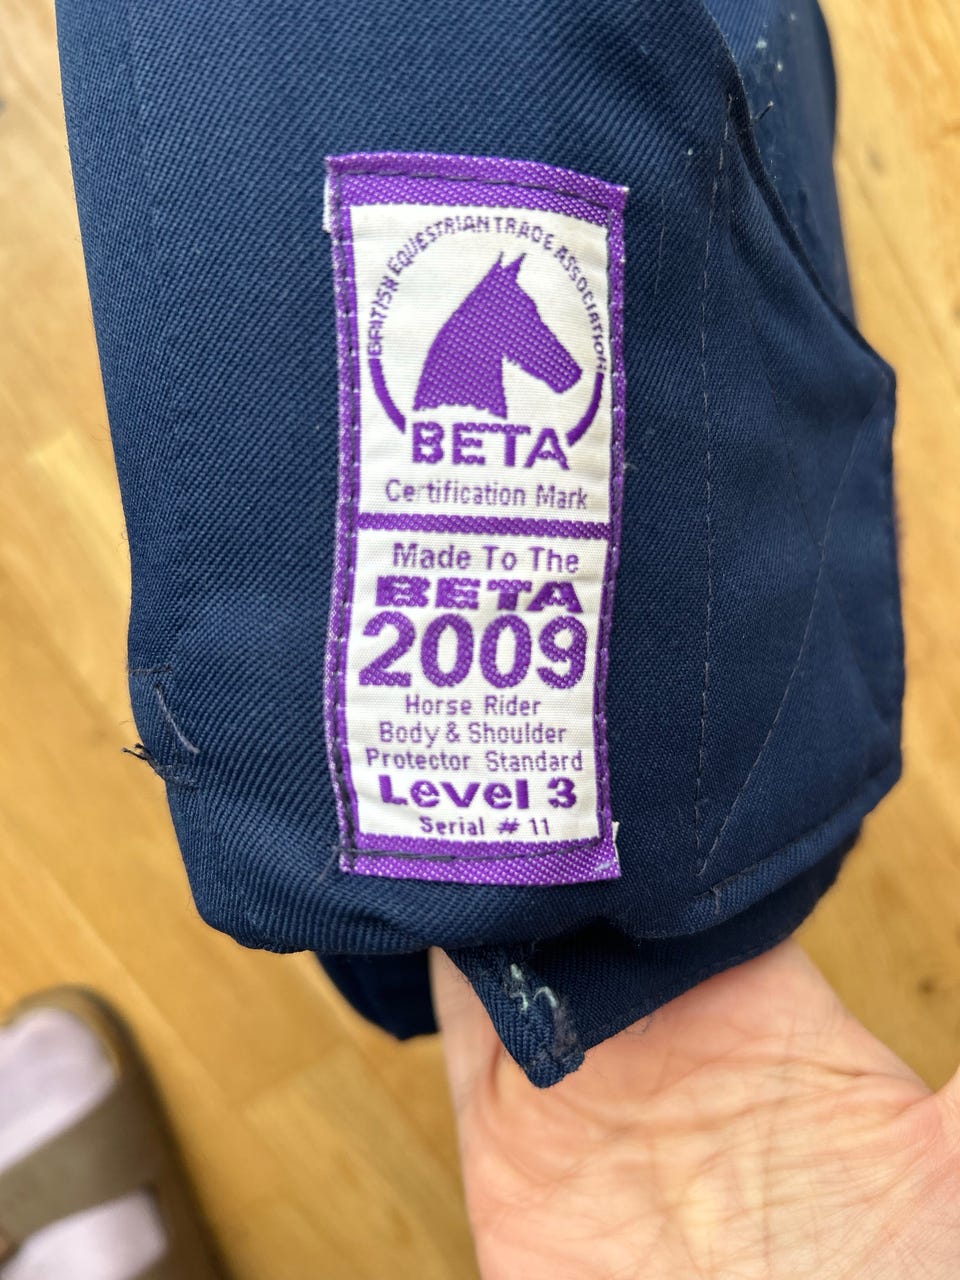 BRITISH EQUESTRIAN TRADE ASSOCIATION
BETA
Certification Mark
Made To The
BETA
2009
Horse Rider
Body & Shoulder
Protector Standard
Level 3
Serial # 11